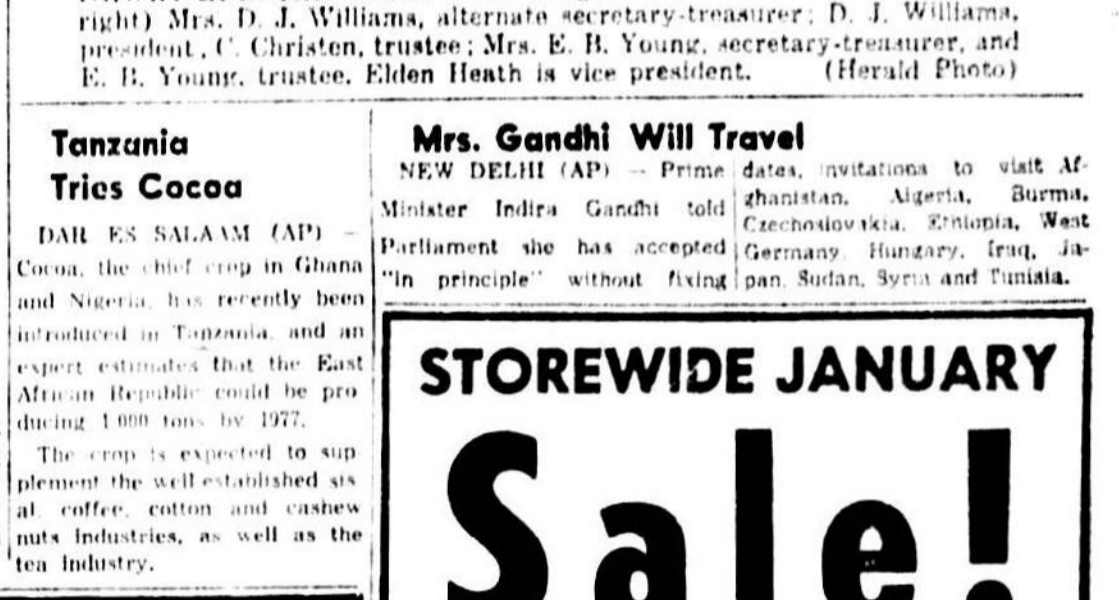 right) Mrs. D. J. Williams, alternate secretary-treasurer; D. J. Williams,
president, C. Christen, trustee; Mrs. E. B. Young, secretary-treasurer, and
E. B. Young, trustee. Elden Heath is vice president. (Herald Photo)
Tanzania
Tries Cocoa
DAR ES SALAAM (AP) –
Cocoa, the chief crop in Ghana
and Nigeria, has recently been
introduced in Tanzania, and an
expert estimates that the East
African Republic could be pro
ducing 1,000 tons by 1977.
The crop is expected to sup
plement the well established sis
al, coffee, cotton and cashew
nuts industries, as well as the
tea industry.
Mrs. Gandhi Will Travel
NEW DELHI (AP) – Prime
Minister Indira Gandhi told
Parliament she has accepted
"in principle" without fixing
dates, invitations to visit Af-
ghanistan, Algeria, Burma,
Czechoslovakia, Ethiopia, West
Germany, Hungary, Iraq, Ja-
pan, Sudan, Syria and Tunisia.
STOREWIDE JANUARY
Sale!